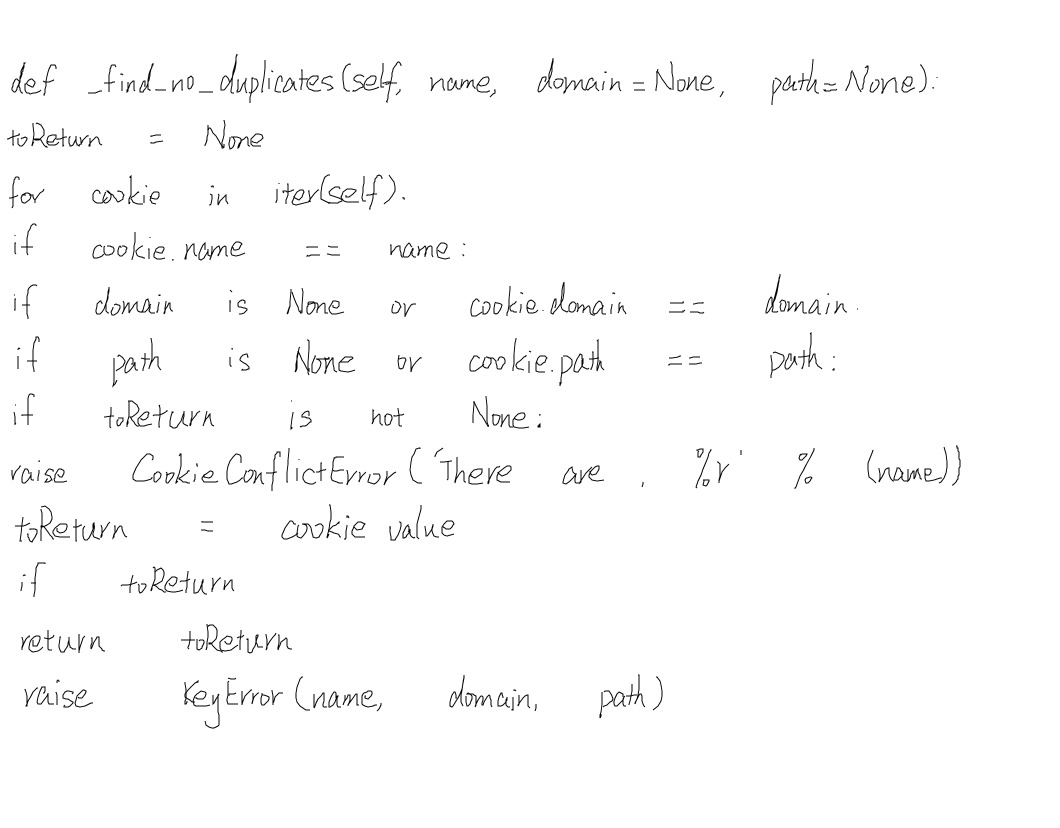 def _find_no_duplicates(self, name, domain=None, path=None):
toReturn = None
for cookie in iter(self).
if cookie.name == name:
if domain is None or cookie.domain == domain.
if path is None or cookie.path == path:
if toReturn is not None:
raise CookieConflictError('There are , %r' % (name))
toReturn = cookie value
if toReturn
return toReturn
raise KeyError(name, domain, path)